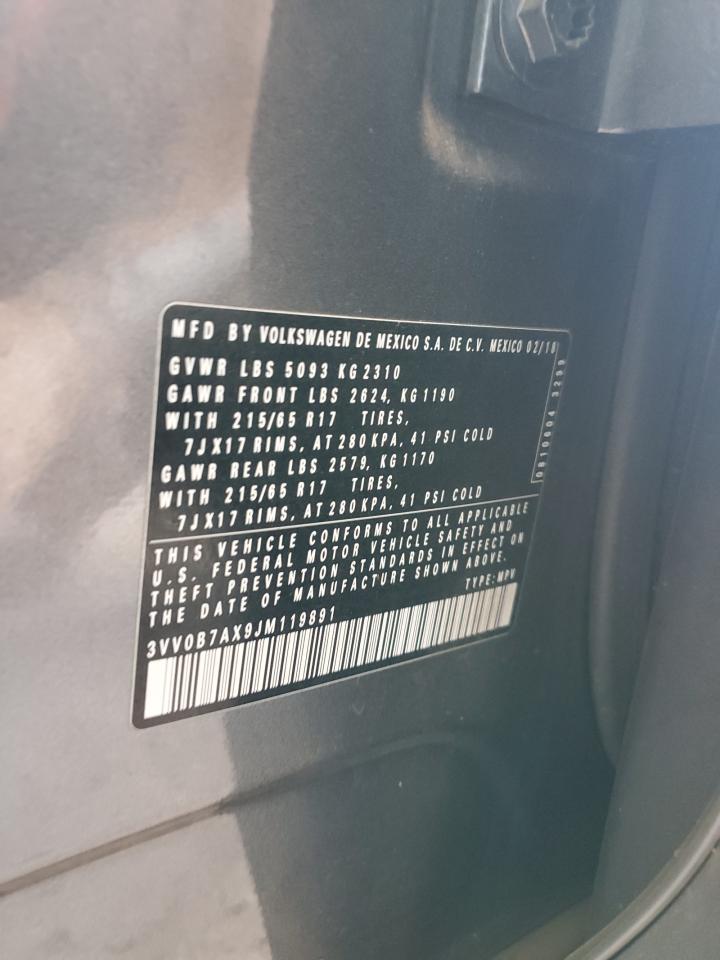 MFD BY VOLKSWAGEN DE MEXICO S.A. DE C.V. MEXICO 02/18
GVWR LBS 5093 KG 2310
GAWR FRONT LBS 2624, KG 1190
WITH 215/65 R17 TIRES,
7JX17 RIMS, AT 280 KPA, 41 PSI COLD
GAWR REAR LBS 2579, KG 1170
WITH 215/65 R17 TIRES,
7JX17 RIMS, AT 280 KPA, 41 PSI COLD
THIS VEHICLE CONFORMS TO ALL APPLICABLE
U.S. FEDERAL MOTOR VEHICLE SAFETY AND
THEFT PREVENTION STANDARDS IN EFFECT ON
THE DATE OF MANUFACTURE SHOWN ABOVE.
TYPE: MPV
3VV0B7AX9JM119891